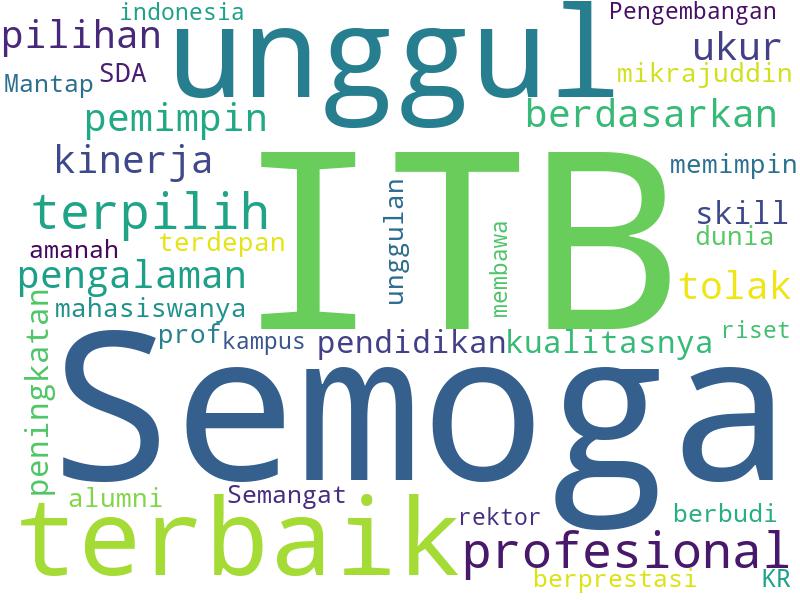 indonesia
Pengembangan
pilihan
unggul
ukur
Mantap
SDA
mikrajuddin
pemimpin
berdasarkan
kinerja
ITB
memimpin
terpilih
unggulan
membawa
skill
dunia
amanah
terdepan
pengalaman
tolak
mahasiswanya
peningkatan
prof
kampus
pendidikan
kualitasnya
riset
Semoga
alumni
Semangat
terbaik
rektor
berbudi
profesional
berprestasi
KR